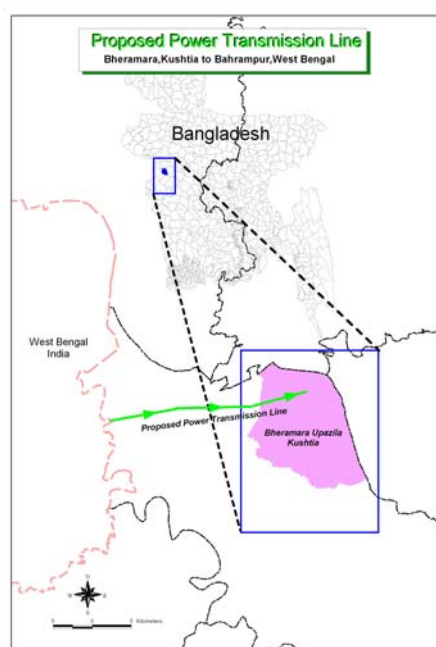 Proposed Power Transmission Line
Bheramara,Kushtia to Bahrampur,West Bengal
Bangladesh
West Bengal
India
Proposed Power Transmission Line
Bheramara Upazila
Kushtia
N
S
Kilometers